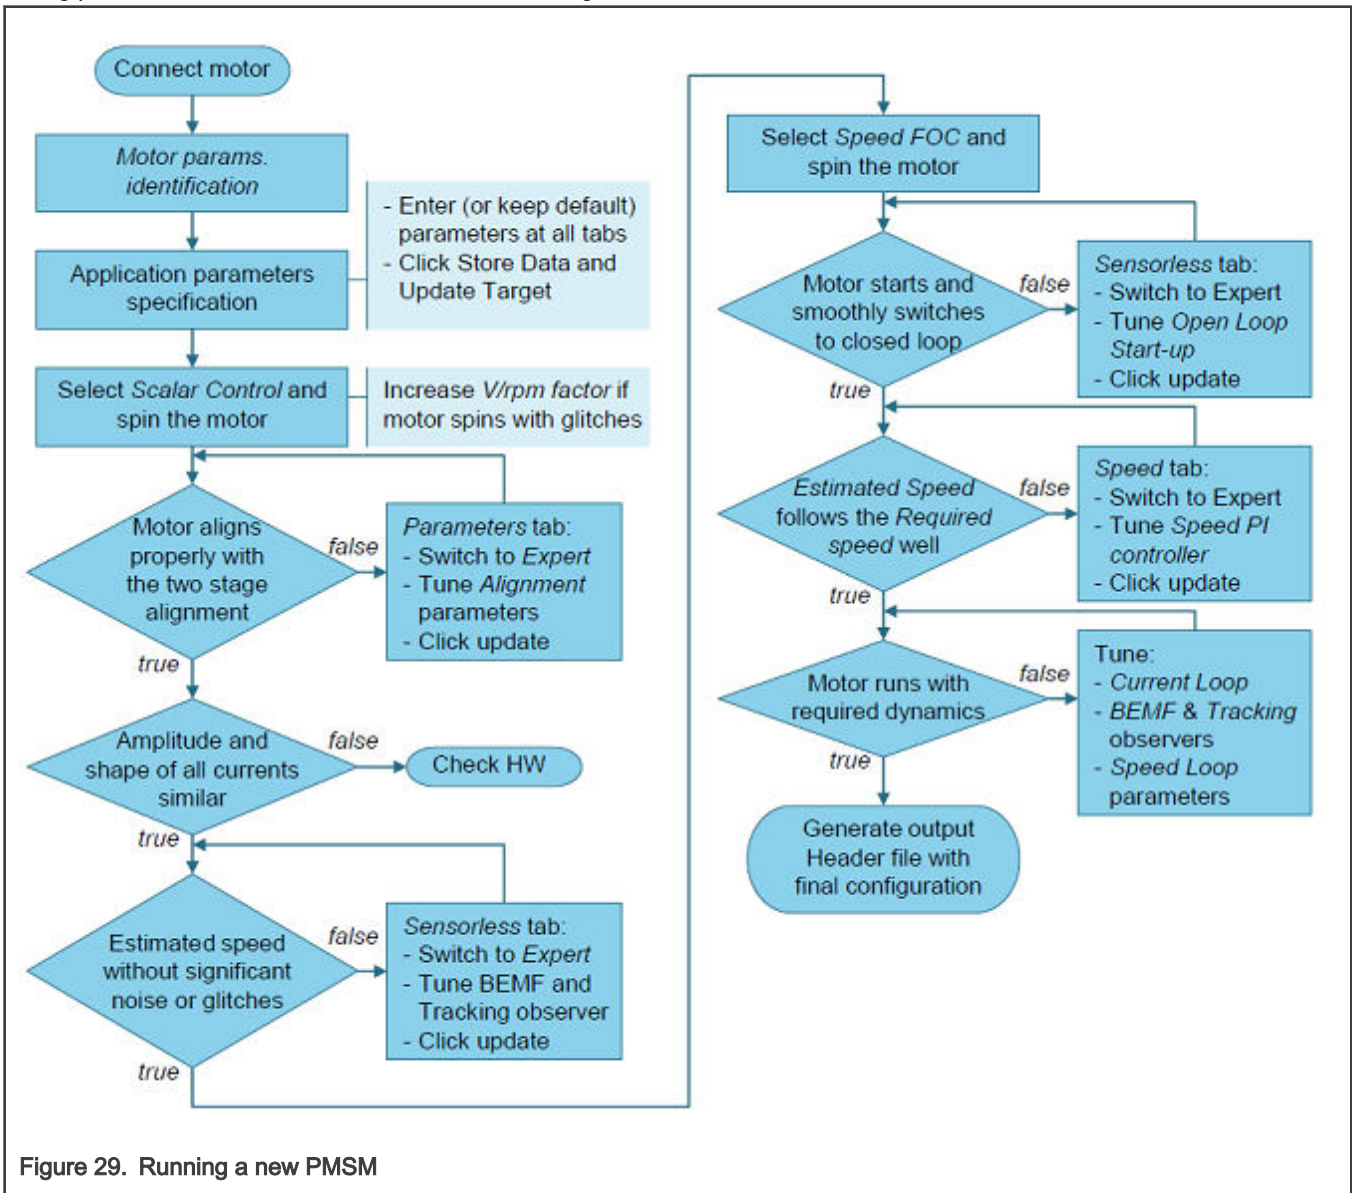 Connect motor
Motor params.
identification
Application parameters
specification
- Enter (or keep default)
parameters at all tabs
- Click Store Data and
Update Target
Select Scalar Control and
spin the motor
Increase V/rpm factor if
motor spins with glitches
Motor aligns
properly with
the two stage
alignment
false
true
Parameters tab:
- Switch to Expert
- Tune Alignment
parameters
- Click update
Amplitude and
shape of all currents
similar
false
true
Check HW
Estimated speed
without significant
noise or glitches
false
true
Sensorless tab:
- Switch to Expert
- Tune BEMF and
Tracking observer
- Click update
Select Speed FOC and
spin the motor
Motor starts and
smoothly switches
to closed loop
false
true
Sensorless tab:
- Switch to Expert
- Tune Open Loop
Start-up
- Click update
Estimated Speed
follows the Required
speed well
false
true
Speed tab:
- Switch to Expert
- Tune Speed PI
controller
- Click update
Motor runs with
required dynamics
false
true
Tune:
- Current Loop
- BEMF & Tracking
observers
- Speed Loop
parameters
Generate output
Header file with
final configuration
Figure 29. Running a new PMSM